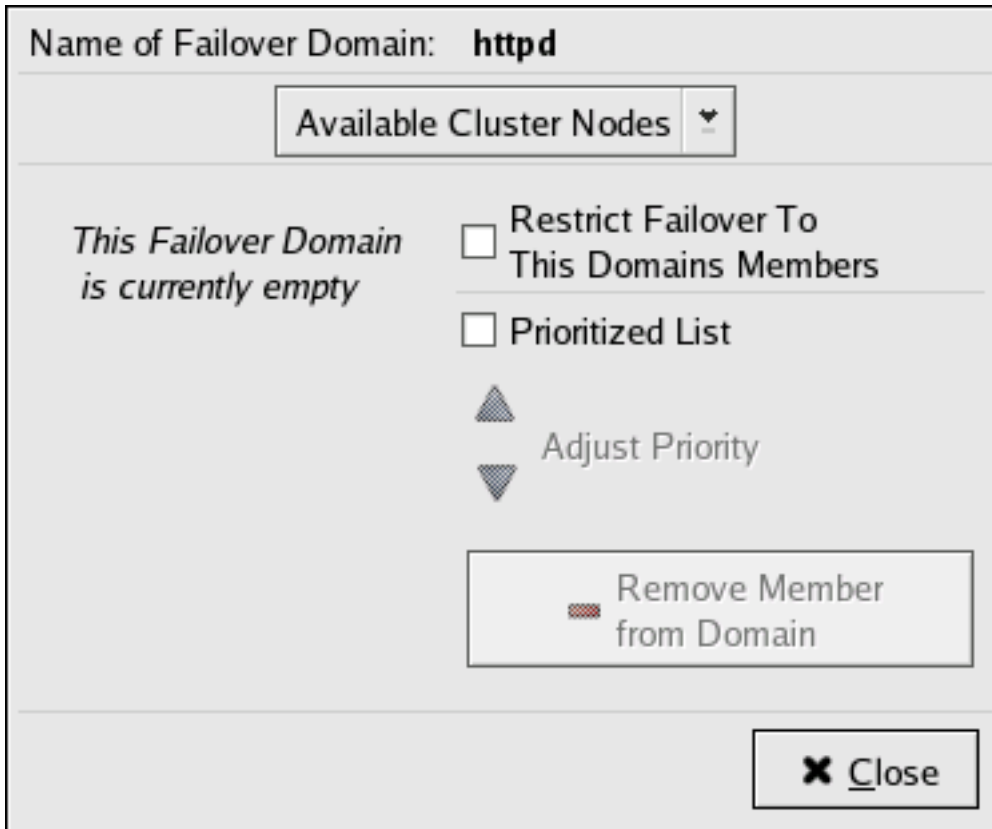 Name of Failover Domain: httpd
Available Cluster Nodes
This Failover Domain
is currently empty
Restrict Failover To
This Domains Members
Prioritized List
Adjust Priority
Remove Member
from Domain
Close